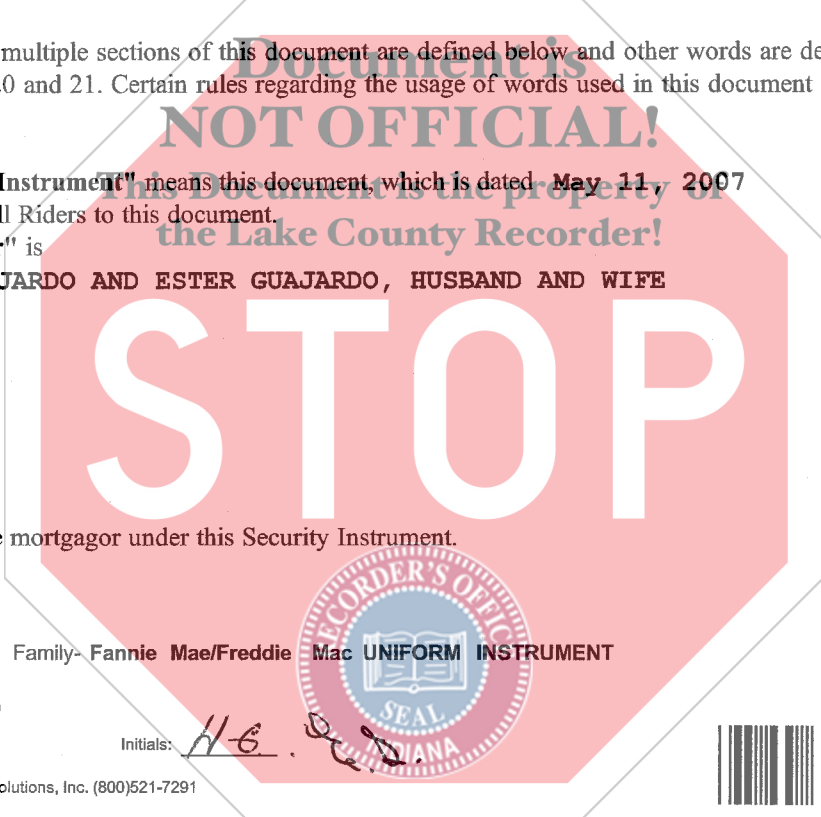 multiple sections of this document are defined below and other words are de
.0 and 21. Certain rules regarding the usage of words used in this document
Document is
NOT OFFICIAL!
This Document is the property of
the Lake County Recorder!
Instrument" means this document, which is dated May 11, 2007
ll Riders to this document.
" is
JARDO AND ESTER GUAJARDO, HUSBAND AND WIFE
STOP
mortgagor under this Security Instrument.
RECORDER'S OFFIC
SEAL
DIANA
Family- Fannie Mae/Freddie Mac UNIFORM INSTRUMENT
Initials: H G.
olutions, Inc. (800)521-7291